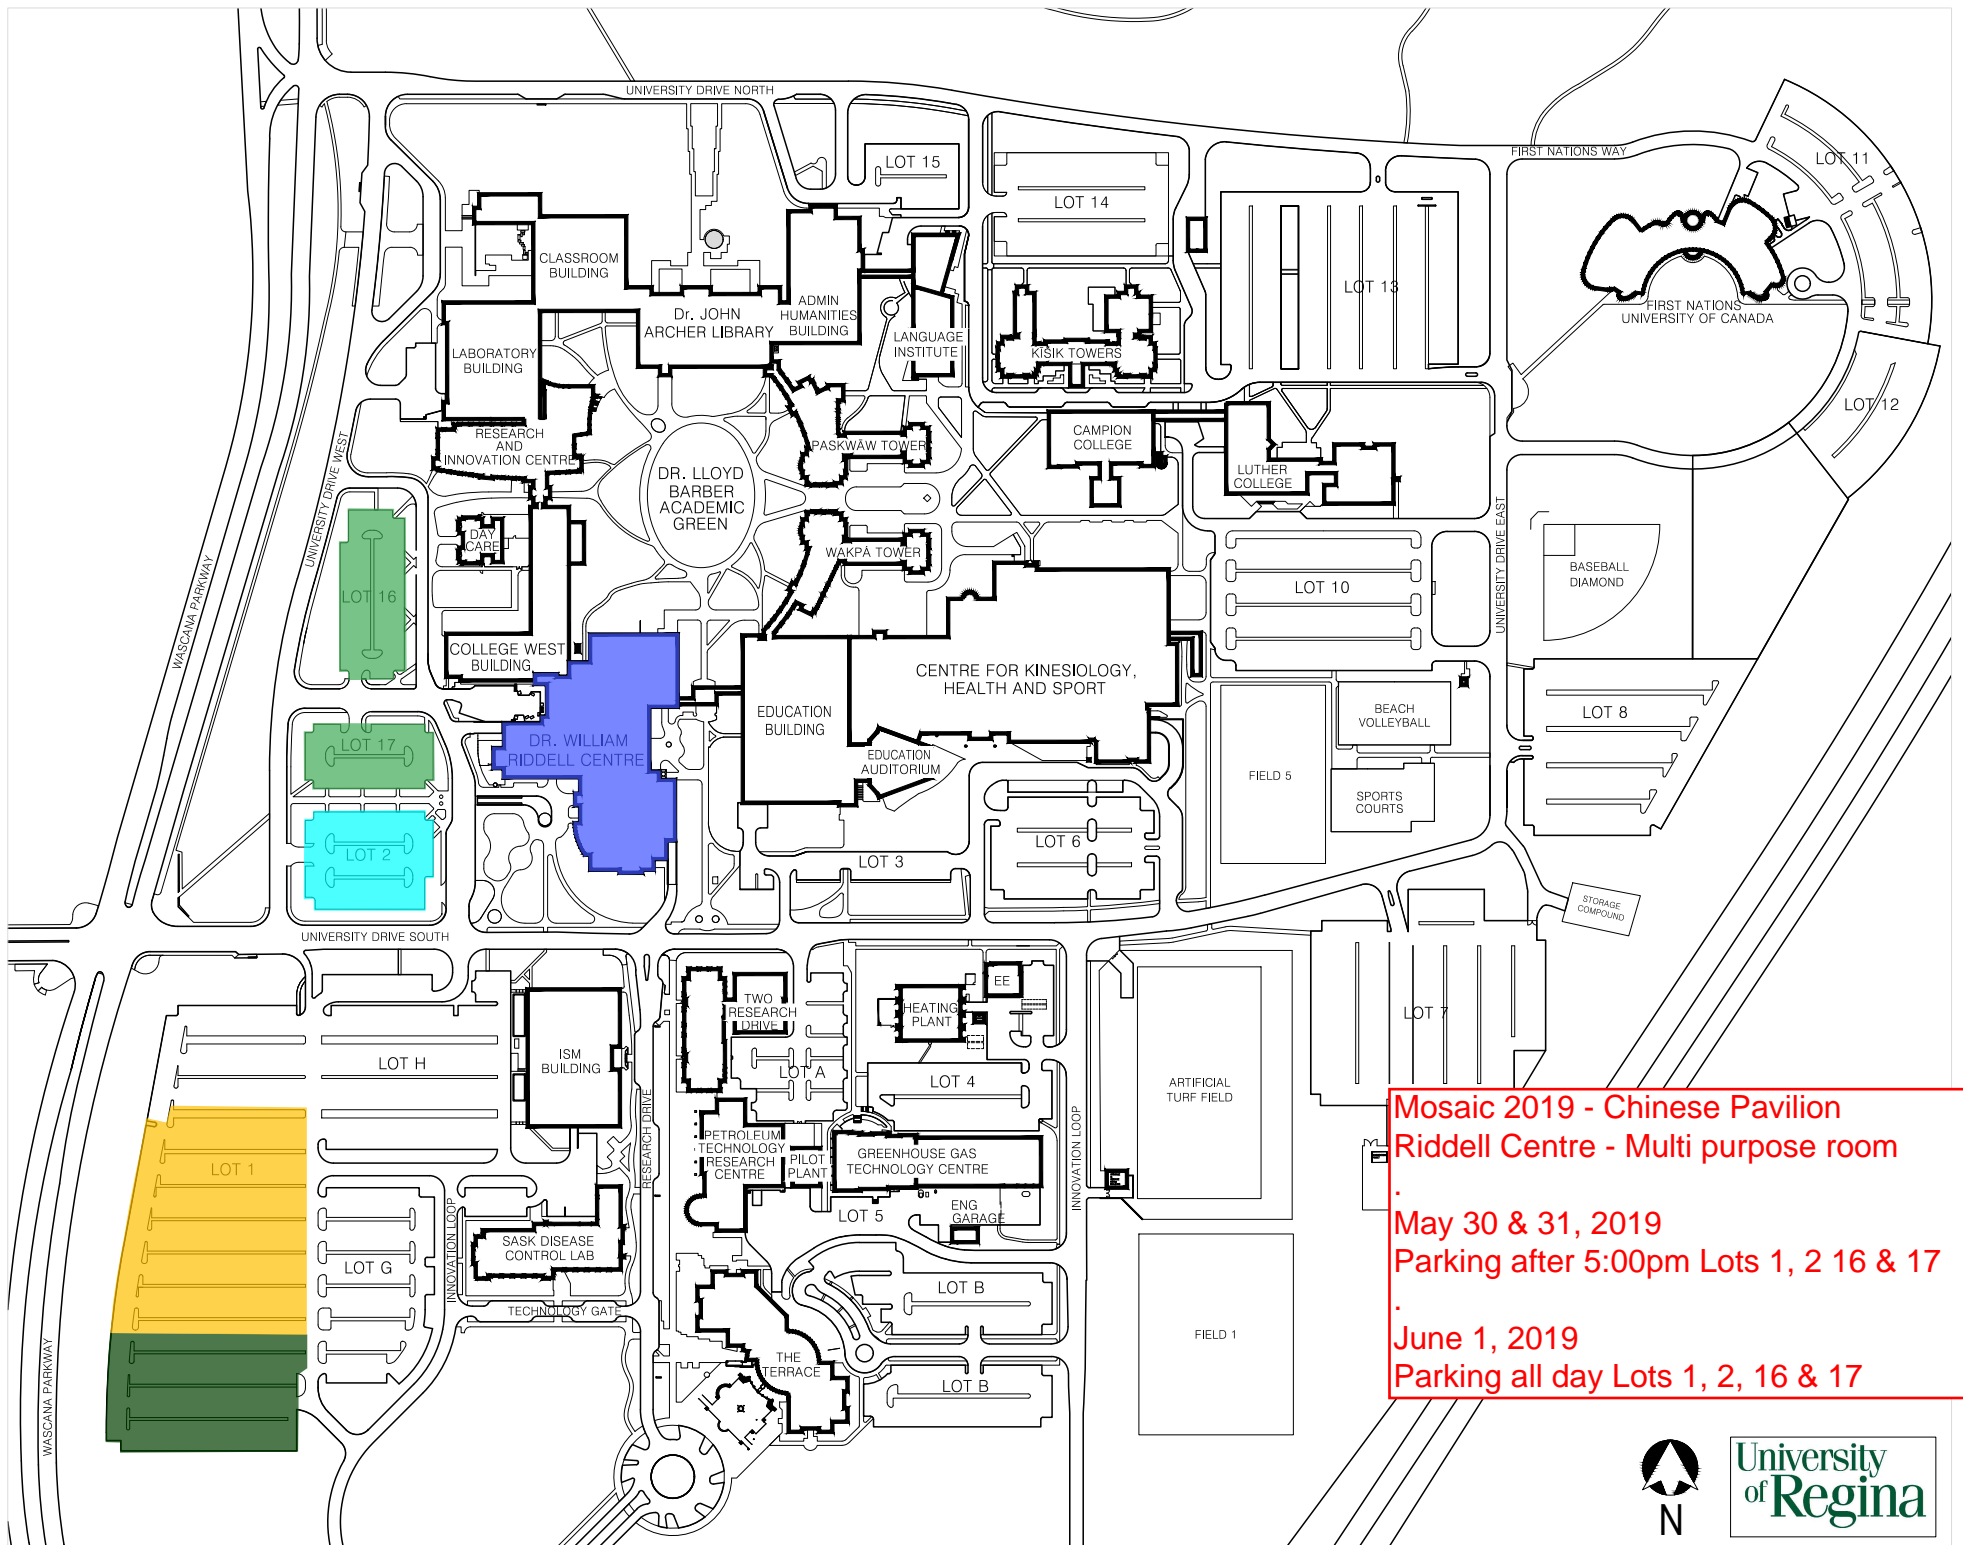 UNIVERSITY DRIVE NORTH
FIRST NATIONS WAY
LOT 11
LOT 15
LOT 14
CLASSROOM
BUILDING
ADMIN
HUMANITIES
BUILDING
Dr. JOHN
ARCHER LIBRARY
LOT 13
FIRST NATIONS
UNIVERSITY OF CANADA
LANGUAGE
INSTITUTE
KĪSIK TOWERS
LABORATORY
BUILDING
LOT 12
RESEARCH
AND
INNOVATION CENTRE
PASKWĀW TOWER
CAMPION
COLLEGE
LUTHER
COLLEGE
DR. LLOYD
BARBER
ACADEMIC
GREEN
UNIVERSITY DRIVE WEST
WASCANA PARKWAY
DAY
CARE
WAKPÁ TOWER
UNIVERSITY DRIVE EAST
BASEBALL
DIAMOND
LOT 10
LOT 16
COLLEGE WEST
BUILDING
CENTRE FOR KINESIOLOGY,
HEALTH AND SPORT
EDUCATION
BUILDING
BEACH
VOLLEYBALL
LOT 8
LOT 17
DR. WILLIAM
RIDDELL CENTRE
EDUCATION
AUDITORIUM
FIELD 5
SPORTS
COURTS
LOT 2
LOT 3
LOT 6
STORAGE
COMPOUND
UNIVERSITY DRIVE SOUTH
TWO
RESEARCH
DRIVE
EE
HEATING
PLANT
LOT 7
LOT H
ISM
BUILDING
LOT A
LOT 4
ARTIFICIAL
TURF FIELD
RESEARCH DRIVE
INNOVATION LOOP
PETROLEUM
TECHNOLOGY
RESEARCH
CENTRE
PILOT
PLANT
GREENHOUSE GAS
TECHNOLOGY CENTRE
LOT 1
LOT 5
ENG
GARAGE
INNOVATION LOOP
SASK DISEASE
CONTROL LAB
LOT G
LOT B
TECHNOLOGY GATE
FIELD 1
WASCANA PARKWAY
THE
TERRACE
LOT B
Mosaic 2019 - Chinese Pavilion
Riddell Centre - Multi purpose room
.
May 30 & 31, 2019
Parking after 5:00pm Lots 1, 2 16 & 17
.
June 1, 2019
Parking all day Lots 1, 2, 16 & 17
N
University
of Regina